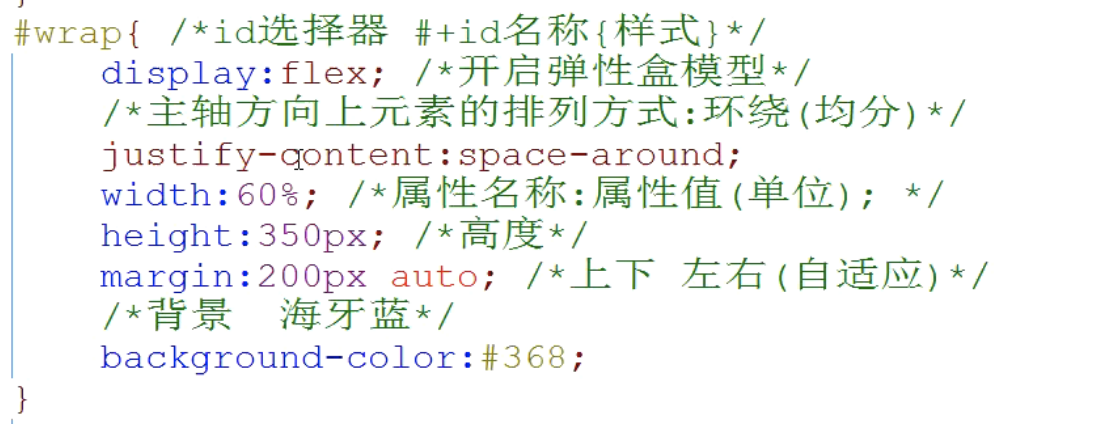 }
#wrap{ /*id选择器 #+id名称{样式}*/
display:flex; /*开启弹性盒模型*/
/*主轴方向上元素的排列方式:环绕(均分)*/
justify-content:space-around;
width:60%; /*属性名称:属性值(单位); */
height:350px; /*高度*/
margin:200px auto; /*上下 左右(自适应)*/
/*背景  海牙蓝*/
background-color:#368;
}